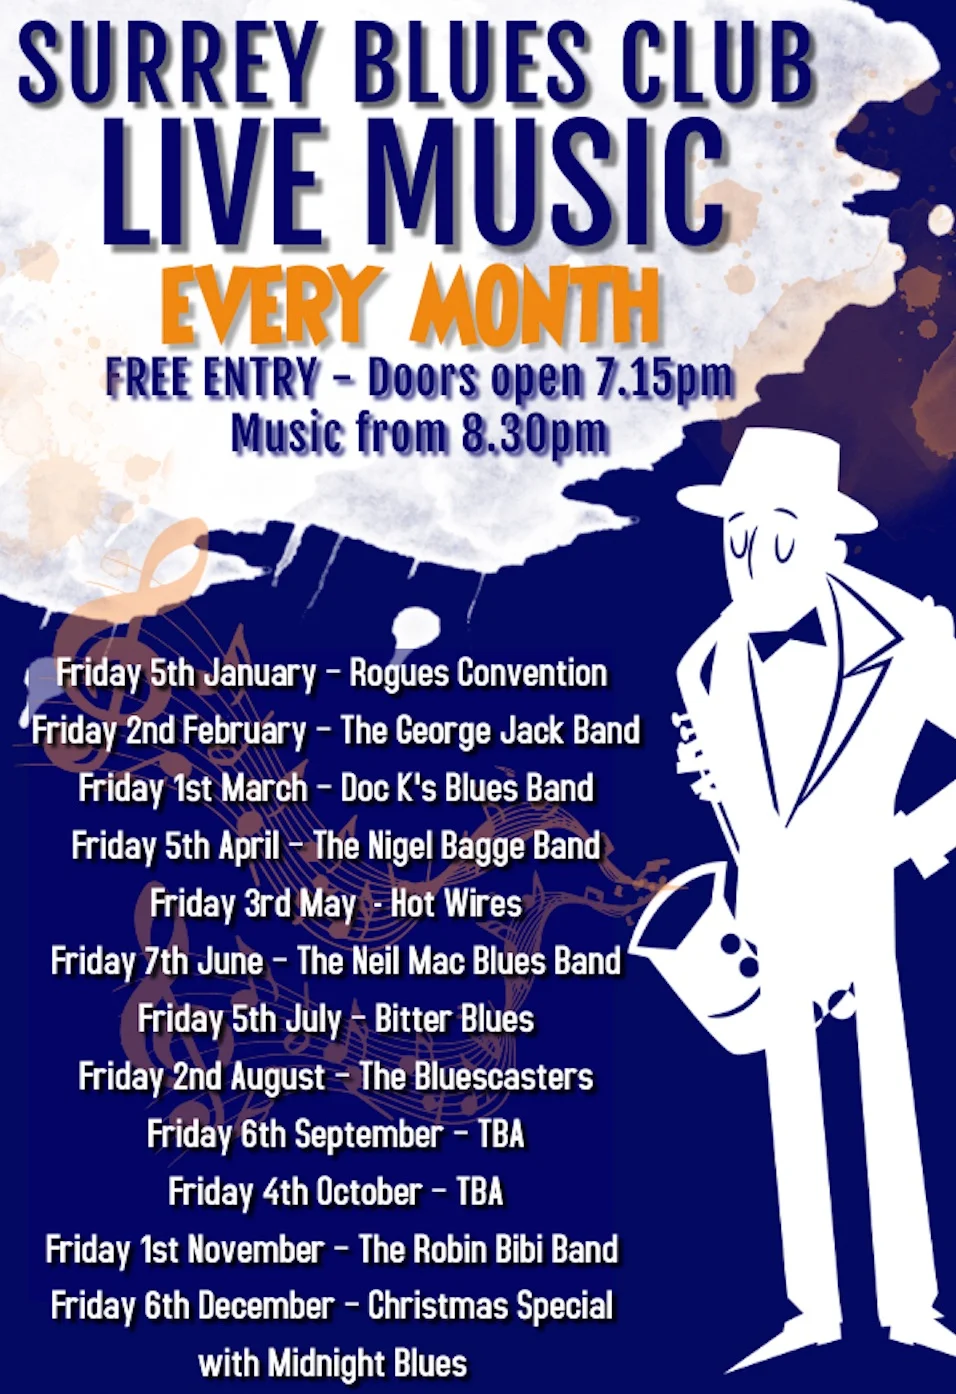 SURREY BLUES CLUB
LIVE MUSIC
EVERY MONTH
FREE ENTRY - Doors open 7.15pm
Music from 8.30pm
Friday 5th January - Rogues Convention
Friday 2nd February - The George Jack Band
Friday 1st March - Doc K's Blues Band
Friday 5th April - The Nigel Bagge Band
Friday 3rd May - Hot Wires
Friday 7th June - The Neil Mac Blues Band
Friday 5th July - Bitter Blues
Friday 2nd August - The Bluescasters
Friday 6th September - TBA
Friday 4th October - TBA
Friday 1st November - The Robin Bibi Band
Friday 6th December - Christmas Special
with Midnight Blues